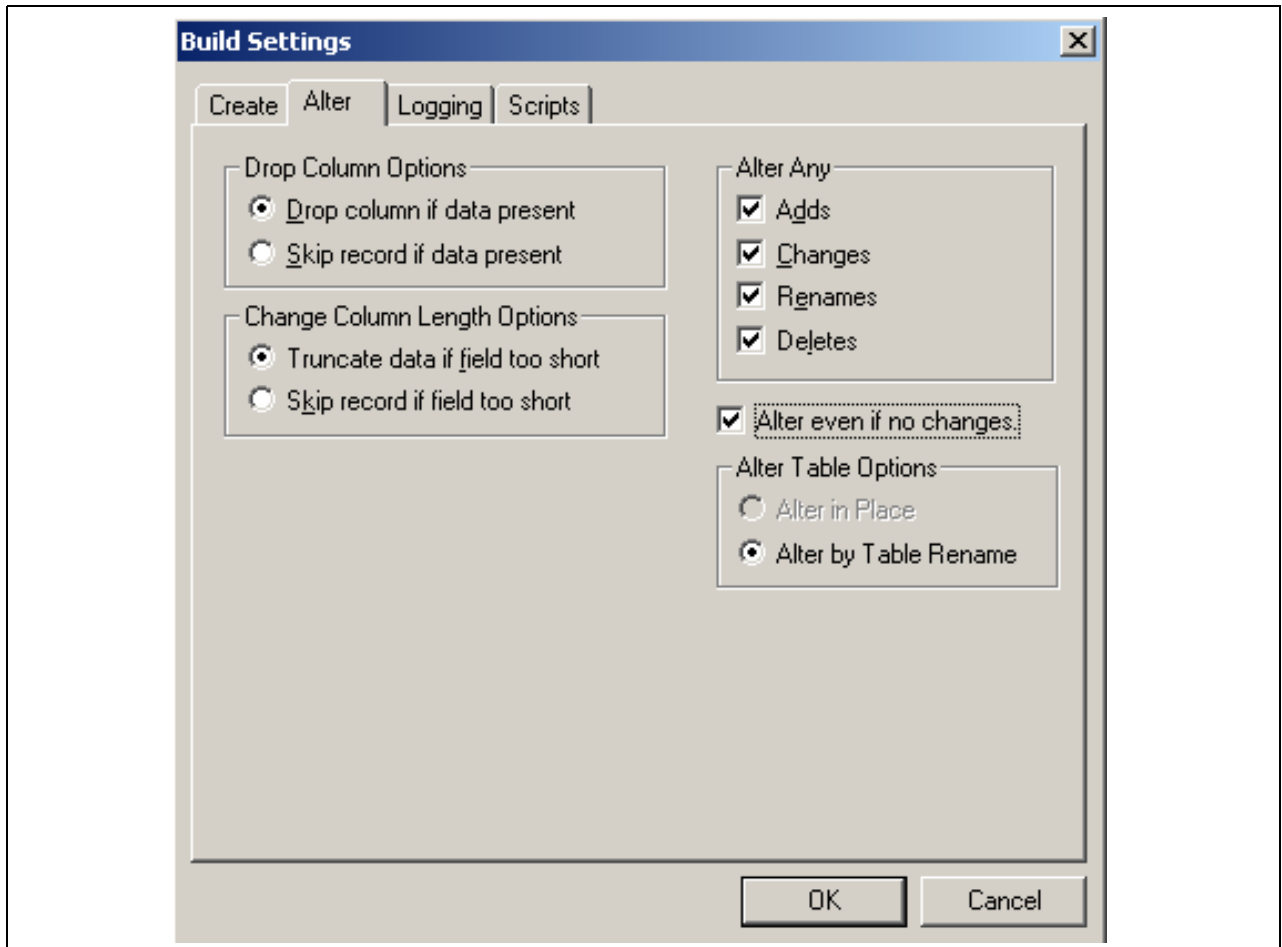 Build Settings
Create
Alter
Logging
Scripts
Drop Column Options
Drop column if data present
Skip record if data present
Change Column Length Options
Truncate data if field too short
Skip record if field too short
Alter Any
Adds
Changes
Renames
Deletes
Alter even if no changes.
Alter Table Options
Alter in Place
Alter by Table Rename
OK
Cancel